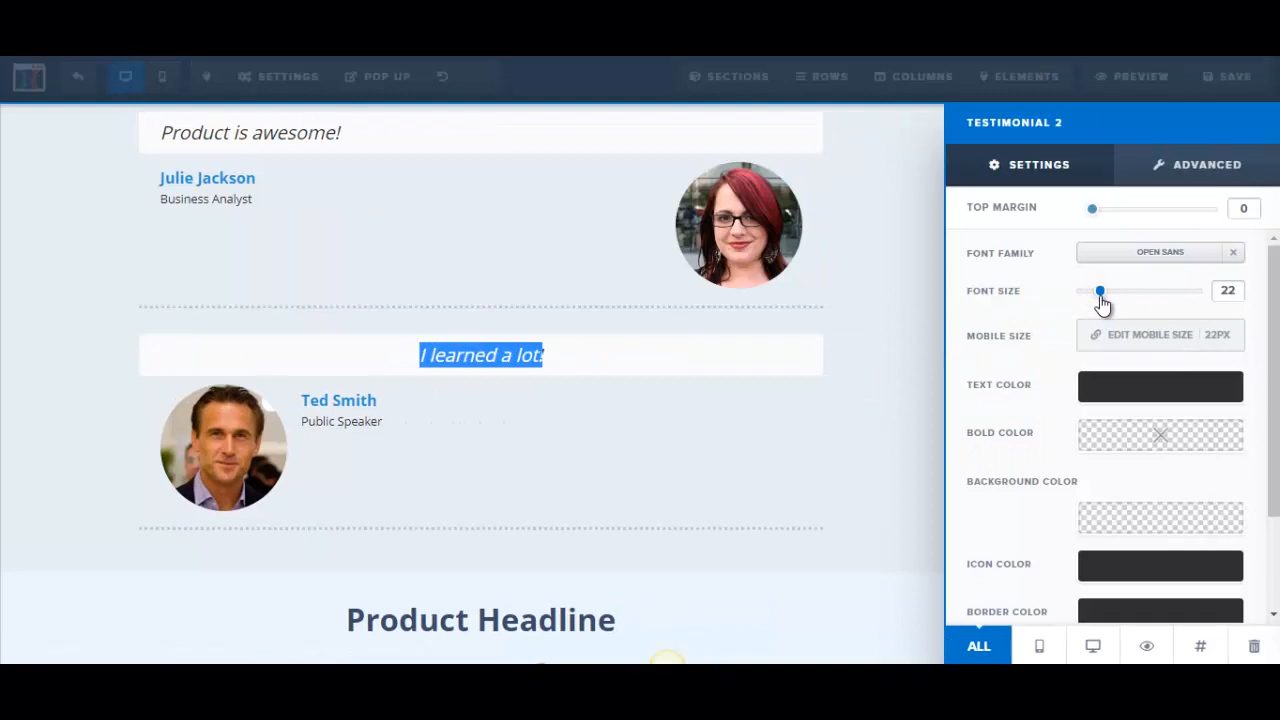 SETTINGS
POP UP
SECTIONS
ROWS
COLUMNS
ELEMENTS
PREVIEW
SAVE
Product is awesome!
Julie Jackson
Business Analyst
I learned a lot!
Ted Smith
Public Speaker
Product Headline
TESTIMONIAL 2
SETTINGS
ADVANCED
TOP MARGIN
0
FONT FAMILY
OPEN SANS
×
FONT SIZE
22
MOBILE SIZE
EDIT MOBILE SIZE
22PX
TEXT COLOR
BOLD COLOR
BACKGROUND COLOR
ICON COLOR
BORDER COLOR
ALL
#